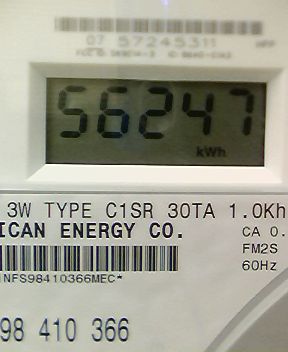 07 57245311
56247
kWh
3W TYPE C1SR 30TA 1.0Kh
ICAN ENERGY CO. CA 0.
FM2S
60Hz
NFS98410366MEC*
98 410 366